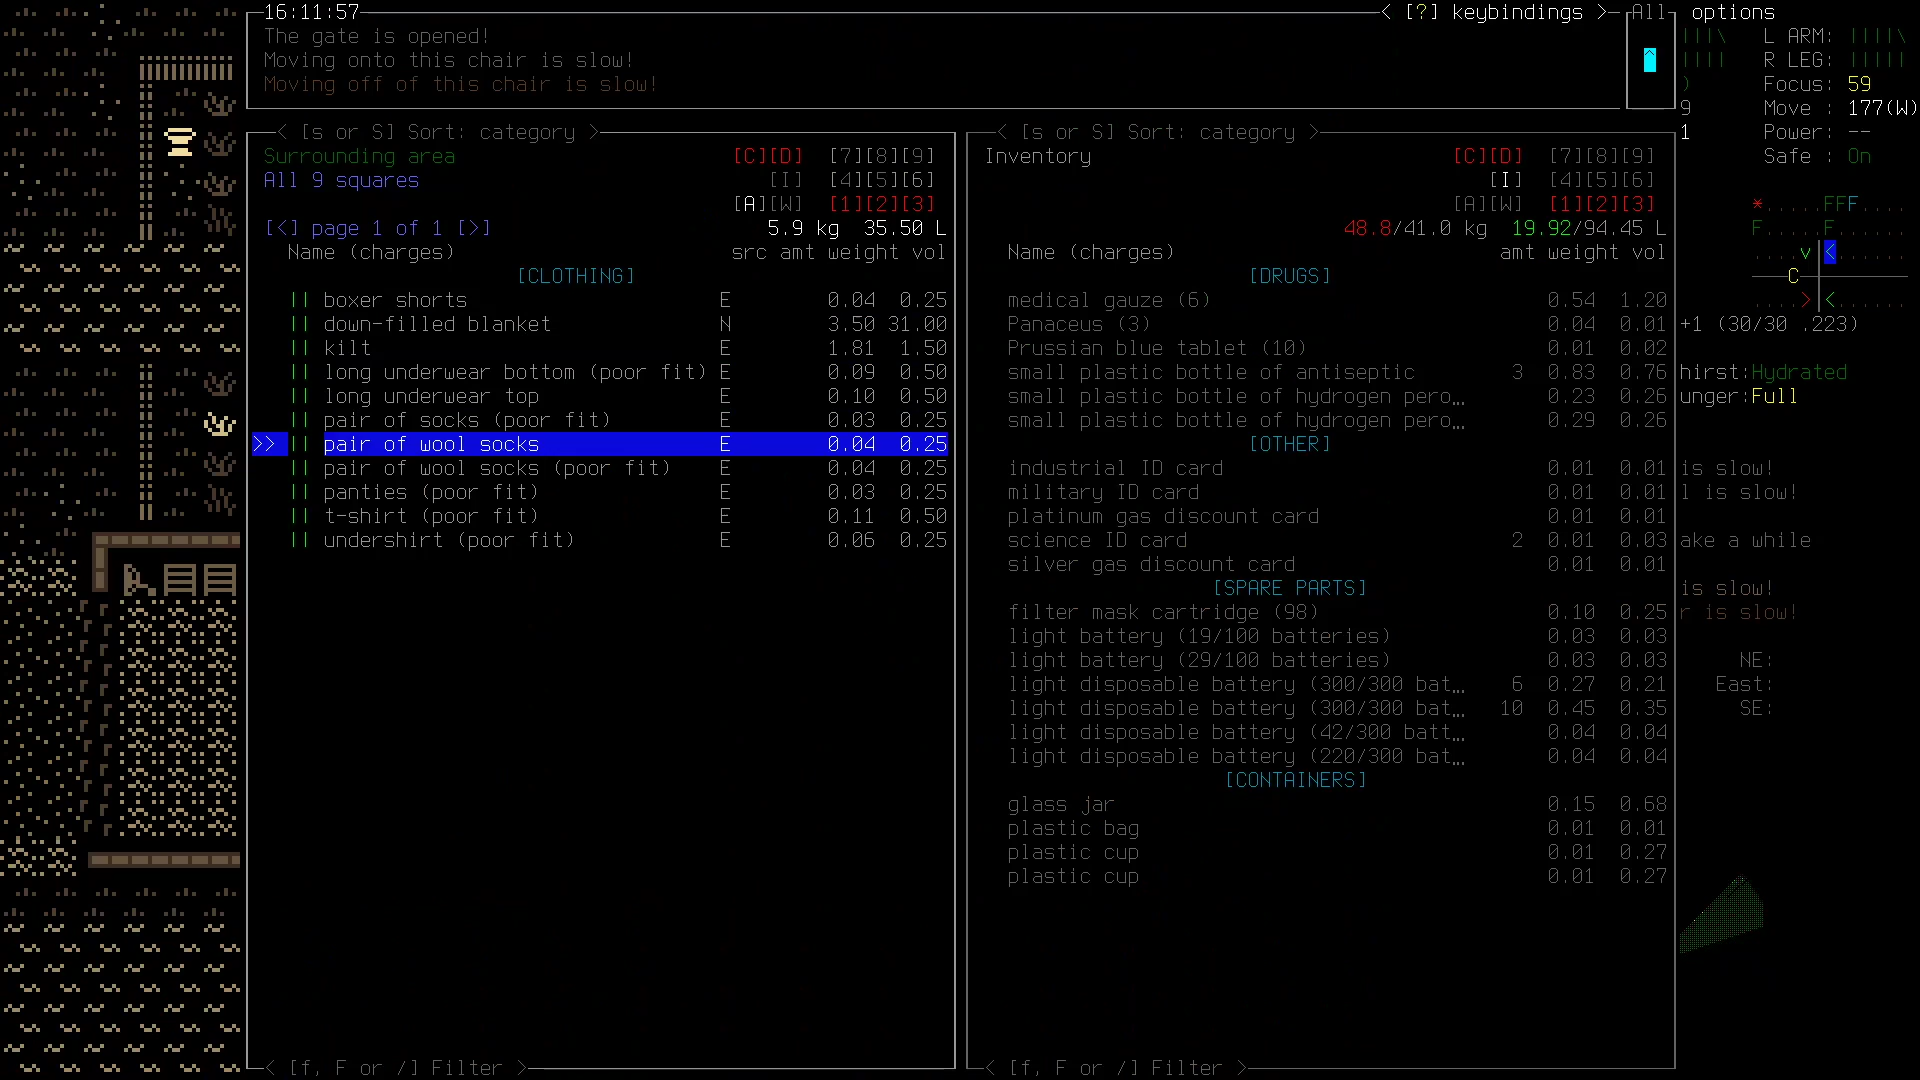 16:11:57 < [?] keybindings > All options
The gate is opened!
Moving onto this chair is slow!
Moving off of this chair is slow!
< [s or S] Sort: category >
Surrounding area [C][D] [7][8][9]
All 9 squares [I] [4][5][6]
[A][W] [1][2][3]
[<] page 1 of 1 [>] 5.9 kg 35.50 L
Name (charges) src amt weight vol
[CLOTHING]
|| boxer shorts E 0.04 0.25
|| down-filled blanket N 3.50 31.00
|| kilt E 1.81 1.50
|| long underwear bottom (poor fit) E 0.09 0.50
|| long underwear top E 0.10 0.50
|| pair of socks (poor fit) E 0.03 0.25
>> || pair of wool socks E 0.04 0.25
|| pair of wool socks (poor fit) E 0.04 0.25
|| panties (poor fit) E 0.03 0.25
|| t-shirt (poor fit) E 0.11 0.50
|| undershirt (poor fit) E 0.06 0.25
< [f, F or /] Filter >
< [s or S] Sort: category >
Inventory [C][D] [7][8][9]
[I] [4][5][6]
[A][W] [1][2][3]
48.8/41.0 kg 19.92/94.45 L
Name (charges) amt weight vol
[DRUGS]
medical gauze (6) 0.54 1.20
Panaceus (3) 0.04 0.01
Prussian blue tablet (10) 0.01 0.02
small plastic bottle of antiseptic 3 0.83 0.76
small plastic bottle of hydrogen pero… 0.23 0.26
small plastic bottle of hydrogen pero… 0.29 0.26
[OTHER]
industrial ID card 0.01 0.01
military ID card 0.01 0.01
platinum gas discount card 0.01 0.01
science ID card 2 0.01 0.03
silver gas discount card 0.01 0.01
[SPARE PARTS]
filter mask cartridge (98) 0.10 0.25
light battery (19/100 batteries) 0.03 0.03
light battery (29/100 batteries) 0.03 0.03
light disposable battery (300/300 bat… 6 0.27 0.21
light disposable battery (300/300 bat… 10 0.45 0.35
light disposable battery (42/300 batt… 0.04 0.04
light disposable battery (220/300 bat… 0.04 0.04
[CONTAINERS]
glass jar 0.15 0.68
plastic bag 0.01 0.01
plastic cup 0.01 0.27
plastic cup 0.01 0.27
< [f, F or /] Filter >
||||\ L ARM: ||||\
|||| R LEG: |||||
) Focus: 59
9 Move : 177(W)
1 Power: --
Safe : On
*.....FFF....
F.....F......
....v|<......
C
....>|<......
+1 (30/30 .223)
hirst:Hydrated
unger:Full
is slow!
l is slow!
ake a while
is slow!
r is slow!
NE:
East:
SE: